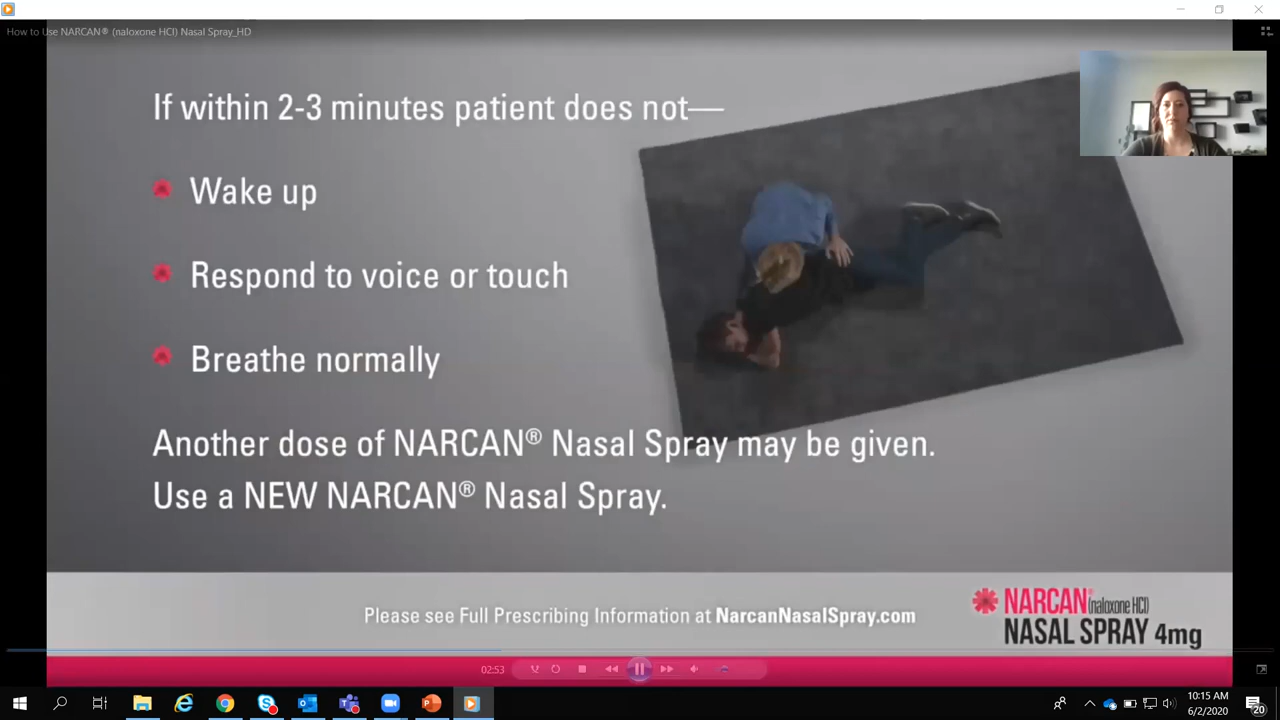 How to Use NARCAN® (naloxone HCl) Nasal Spray_HD
If within 2-3 minutes patient does not—
Wake up
Respond to voice or touch
Breathe normally
Another dose of NARCAN® Nasal Spray may be given.
Use a NEW NARCAN® Nasal Spray.
Please see Full Prescribing Information at NarcanNasalSpray.com
NARCAN® (naloxone HCl)
NASAL SPRAY 4mg
02:53
10:15 AM
6/2/2020
20